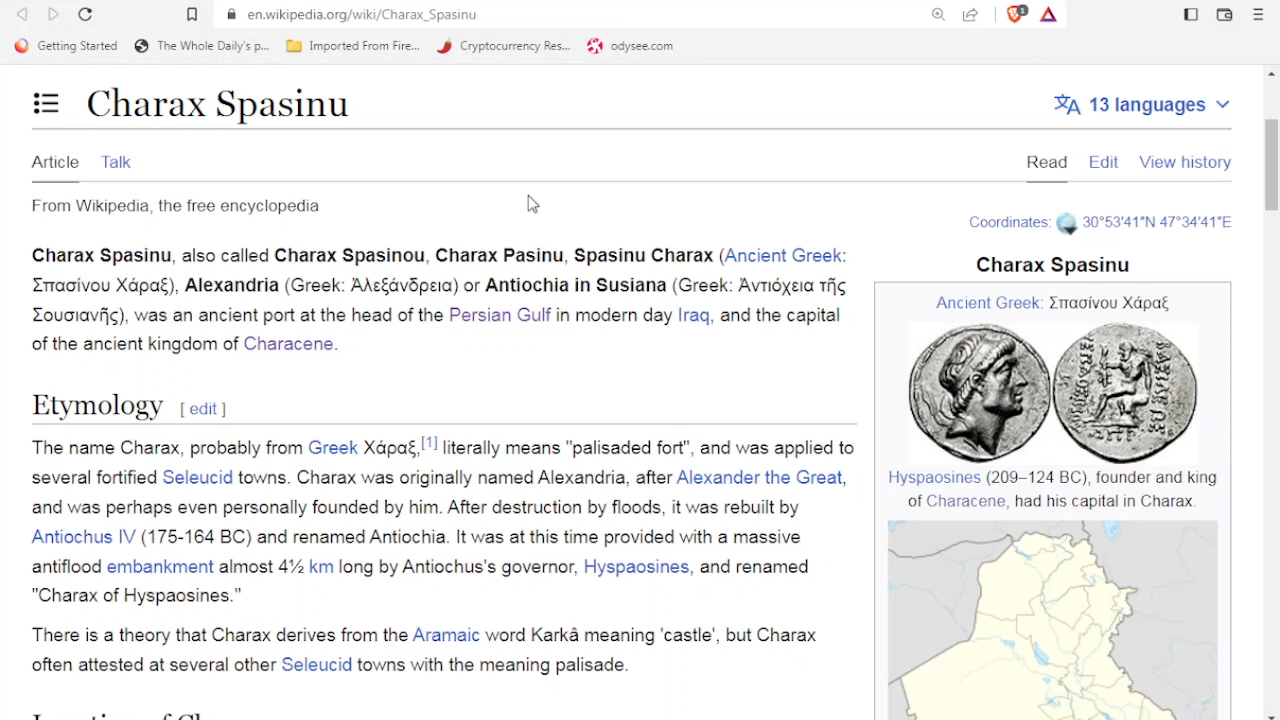 en.wikipedia.org/wiki/Charax_Spasinu
1
Getting Started
The Whole Daily's p...
Imported From Fire...
Cryptocurrency Res...
odysee.com
Charax Spasinu
13 languages
Article Talk
Read Edit View history
From Wikipedia, the free encyclopedia
Coordinates: 30°53′41″N 47°34′41″E
Charax Spasinu, also called Charax Spasinou, Charax Pasinu, Spasinu Charax (Ancient Greek:
Σπασίνου Χάραξ), Alexandria (Greek: Ἀλεξάνδρεια) or Antiochia in Susiana (Greek: Ἀντιόχεια τῆς
Σουσιανῆς), was an ancient port at the head of the Persian Gulf in modern day Iraq, and the capital
of the ancient kingdom of Characene.
Etymology [ edit ]
The name Charax, probably from Greek Χάραξ,[1] literally means "palisaded fort", and was applied to
several fortified Seleucid towns. Charax was originally named Alexandria, after Alexander the Great,
and was perhaps even personally founded by him. After destruction by floods, it was rebuilt by
Antiochus IV (175-164 BC) and renamed Antiochia. It was at this time provided with a massive
antiflood embankment almost 4½ km long by Antiochus's governor, Hyspaosines, and renamed
"Charax of Hyspaosines."
There is a theory that Charax derives from the Aramaic word Karkâ meaning 'castle', but Charax
often attested at several other Seleucid towns with the meaning palisade.
Charax Spasinu
Ancient Greek: Σπασίνου Χάραξ
Hyspaosines (209–124 BC), founder and king
of Characene, had his capital in Charax.